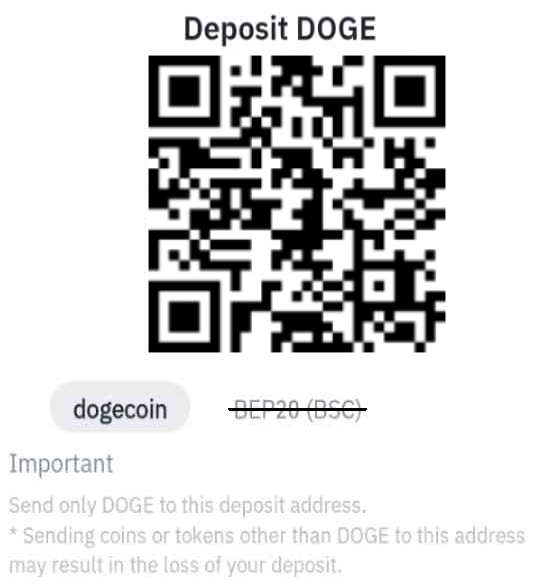 Deposit DOGE
dogecoin
BEP20 (BSC)
Important
Send only DOGE to this deposit address.
* Sending coins or tokens other than DOGE to this address
may result in the loss of your deposit.